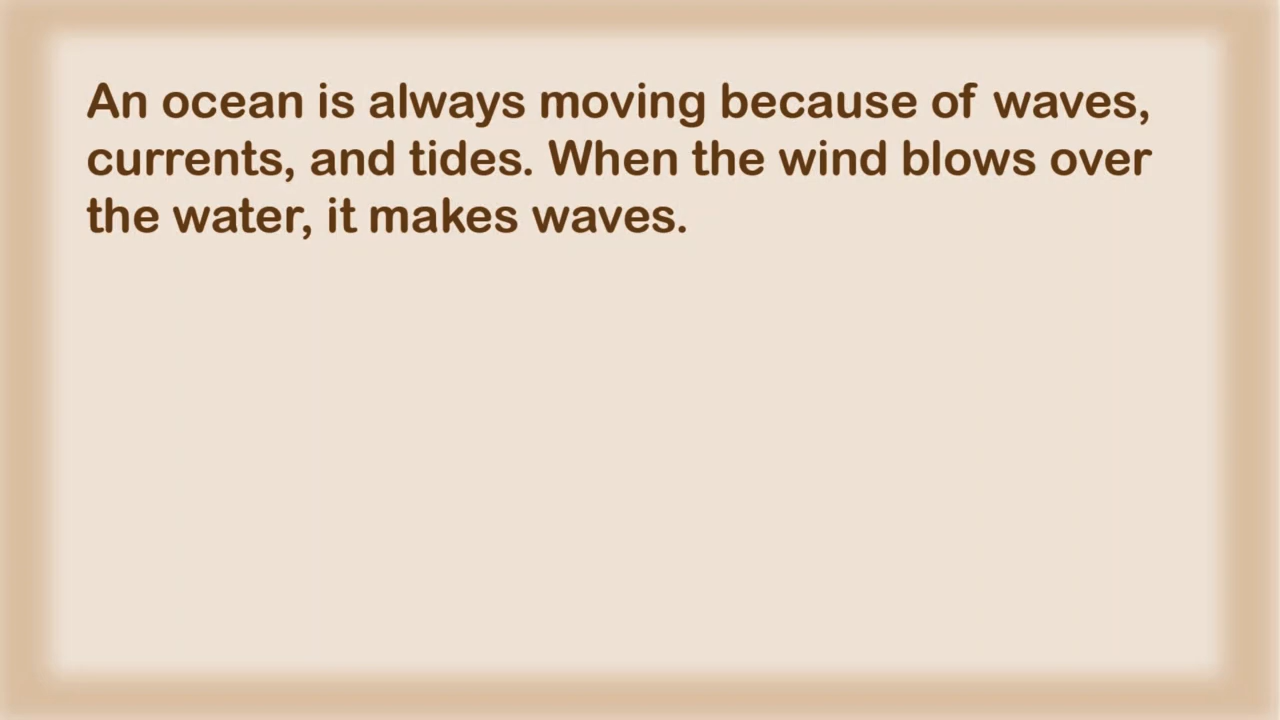 An ocean is always moving because of waves,
currents, and tides. When the wind blows over
the water, it makes waves.